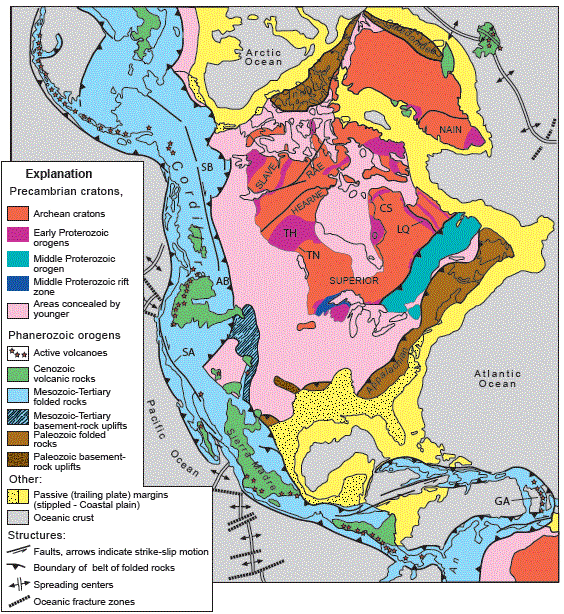 Arctic
Ocean
Cord
SB
NAIN
SLAVE
RAE
HEARNE
CS
LQ
TH
TN
SUPERIOR
AB
SA
Atlantic
Ocean
Pacific Ocean
Sierra Madre
GA
An
Explanation
Precambrian cratons,
Archean cratons
Early Proterozoic
orogens
Middle Proterozoic
orogen
Middle Proterozoic rift
zone
Areas concealed by
younger
Phanerozoic orogens
Active volcanoes
Cenozoic
volcanic rocks
Mesozoic-Tertiary
folded rocks
Mesozoic-Tertiary
basement-rock uplifts
Paleozoic folded
rocks
Paleozoic basement-
rock uplifts
Other:
Passive (trailing plate) margins
(stippled - Coastal plain)
Oceanic crust
Structures:
Faults, arrows indicate strike-slip motion
Boundary of belt of folded rocks
Spreading centers
Oceanic fracture zones